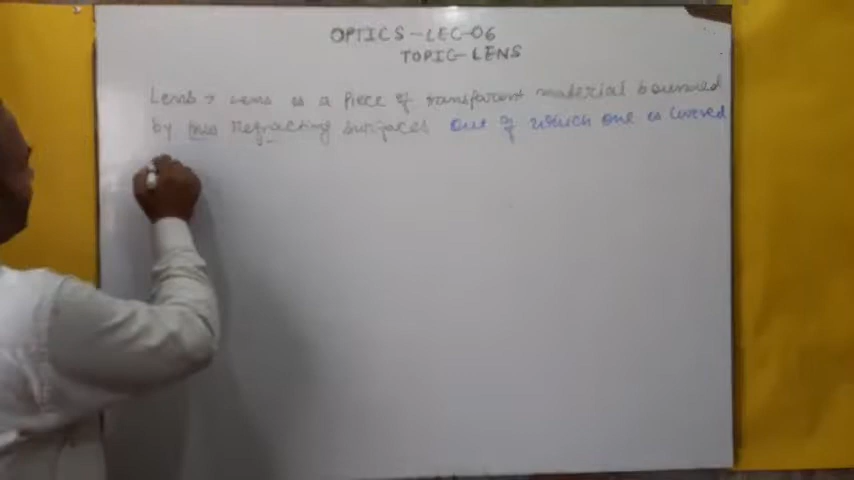 OPTICS-LEC-06
TOPIC-LENS
Lens → Lens is a Piece of transparent material bounded
by two Refracting surfaces out of which one is curved